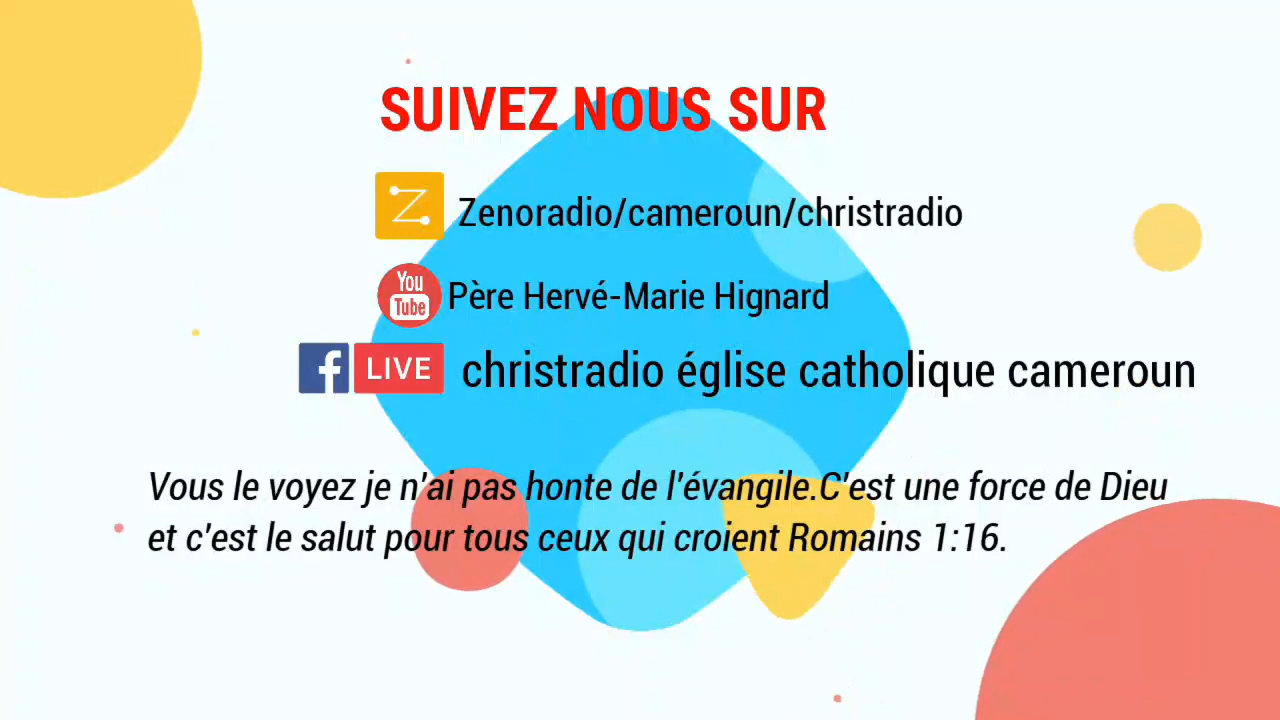 SUIVEZ NOUS SUR
Z Zenoradio/cameroun/christradio
You
Tube Père Hervé-Marie Hignard
f LIVE christradio église catholique cameroun
Vous le voyez je n'ai pas honte de l'évangile.C'est une force de Dieu
et c'est le salut pour tous ceux qui croient Romains 1:16.